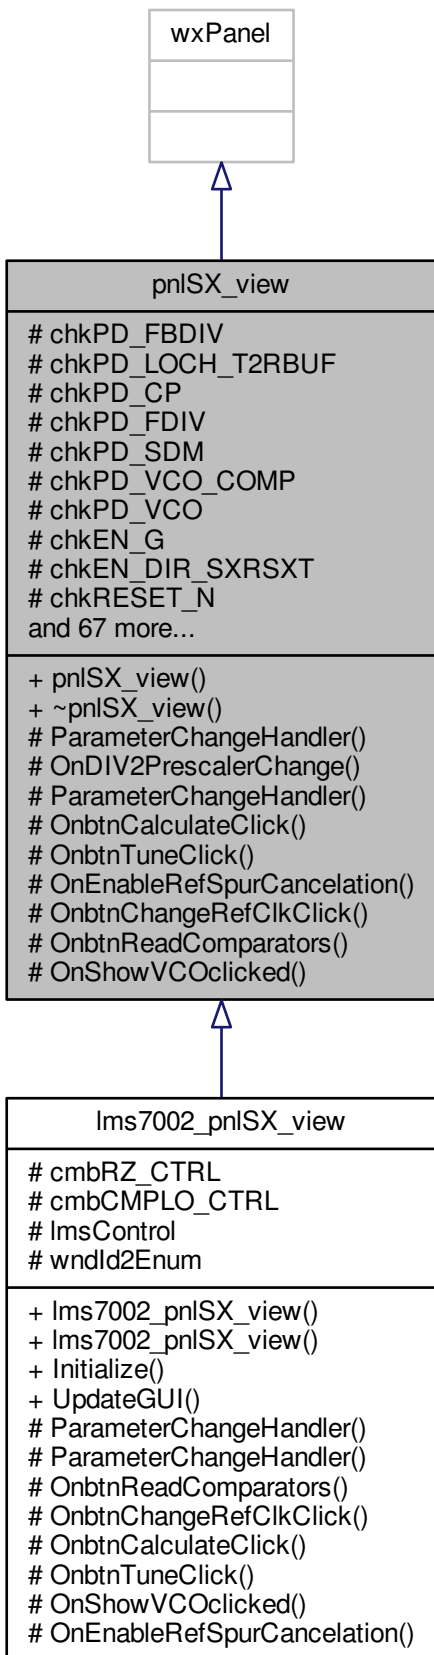 wxPanel
pnlSX_view
# chkPD_FBDIV
# chkPD_LOCH_T2RBUF
# chkPD_CP
# chkPD_FDIV
# chkPD_SDM
# chkPD_VCO_COMP
# chkPD_VCO
# chkEN_G
# chkEN_DIR_SXRSXT
# chkRESET_N
and 67 more...
+ pnlSX_view()
+ ~pnlSX_view()
# ParameterChangeHandler()
# OnDIV2PrescalerChange()
# ParameterChangeHandler()
# OnbtnCalculateClick()
# OnbtnTuneClick()
# OnEnableRefSpurCancelation()
# OnbtnChangeRefClkClick()
# OnbtnReadComparators()
# OnShowVCOclicked()
lms7002_pnlSX_view
# cmbRZ_CTRL
# cmbCMPLO_CTRL
# lmsControl
# wndId2Enum
+ lms7002_pnlSX_view()
+ lms7002_pnlSX_view()
+ Initialize()
+ UpdateGUI()
# ParameterChangeHandler()
# ParameterChangeHandler()
# OnbtnReadComparators()
# OnbtnChangeRefClkClick()
# OnbtnCalculateClick()
# OnbtnTuneClick()
# OnShowVCOclicked()
# OnEnableRefSpurCancelation()